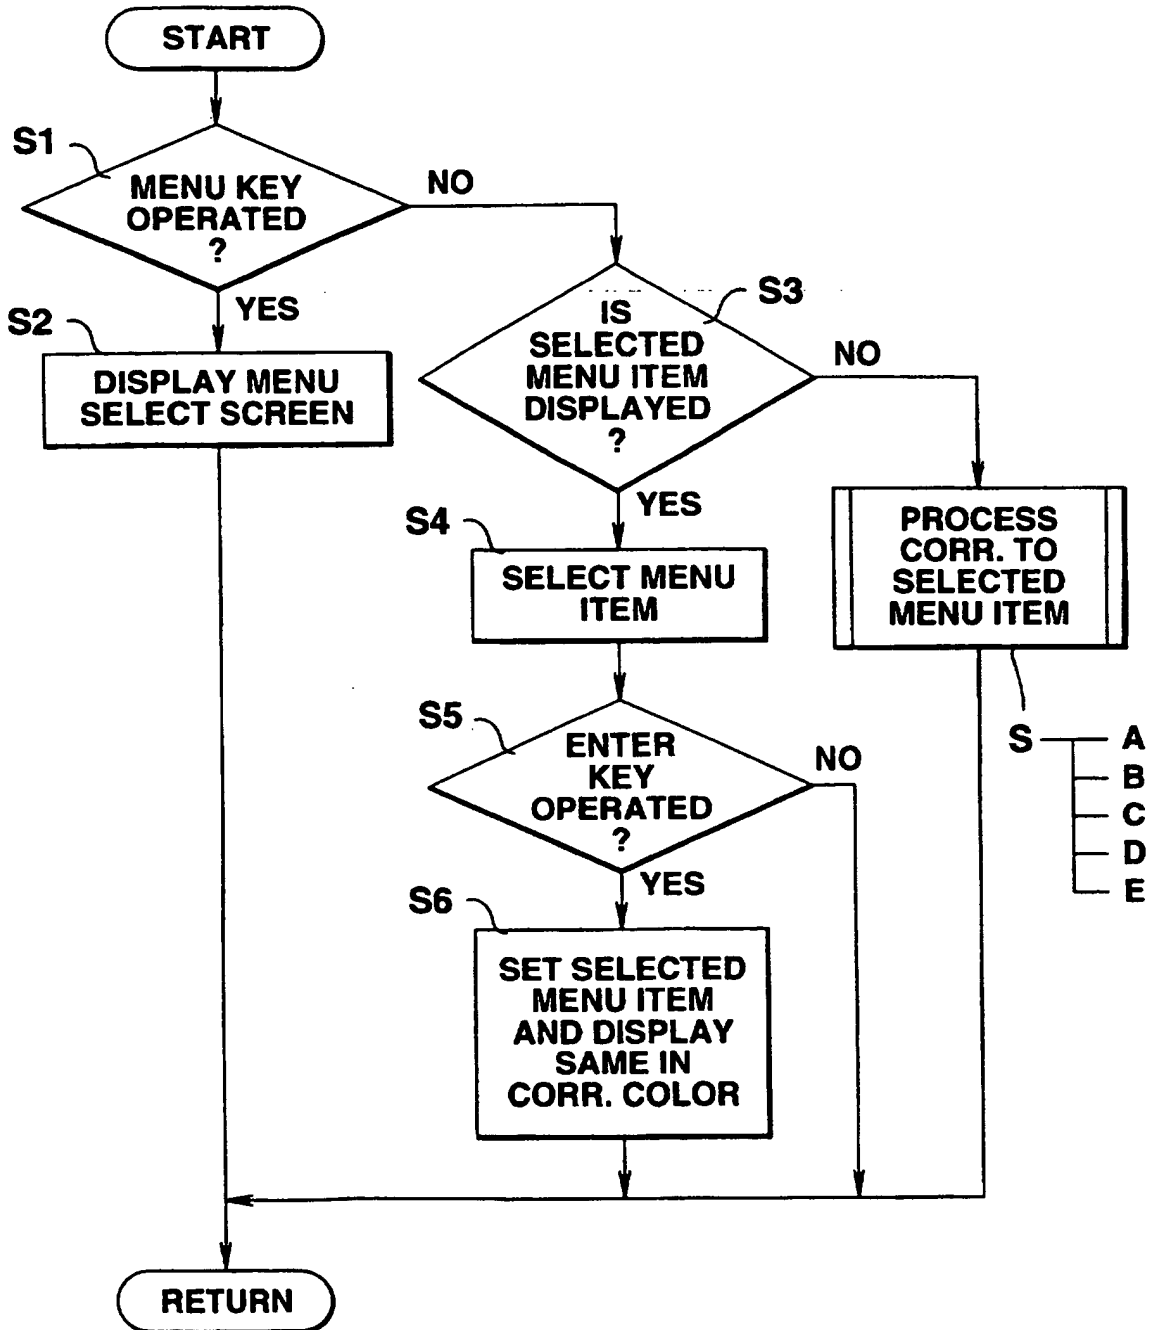 START
S1
MENU KEY
OPERATED
?
NO
YES
S2
DISPLAY MENU
SELECT SCREEN
S3
IS
SELECTED
MENU ITEM
DISPLAYED
?
NO
YES
S4
SELECT MENU
ITEM
PROCESS
CORR. TO
SELECTED
MENU ITEM
S
A
B
C
D
E
S5
ENTER
KEY
OPERATED
?
NO
YES
S6
SET SELECTED
MENU ITEM
AND DISPLAY
SAME IN
CORR. COLOR
RETURN